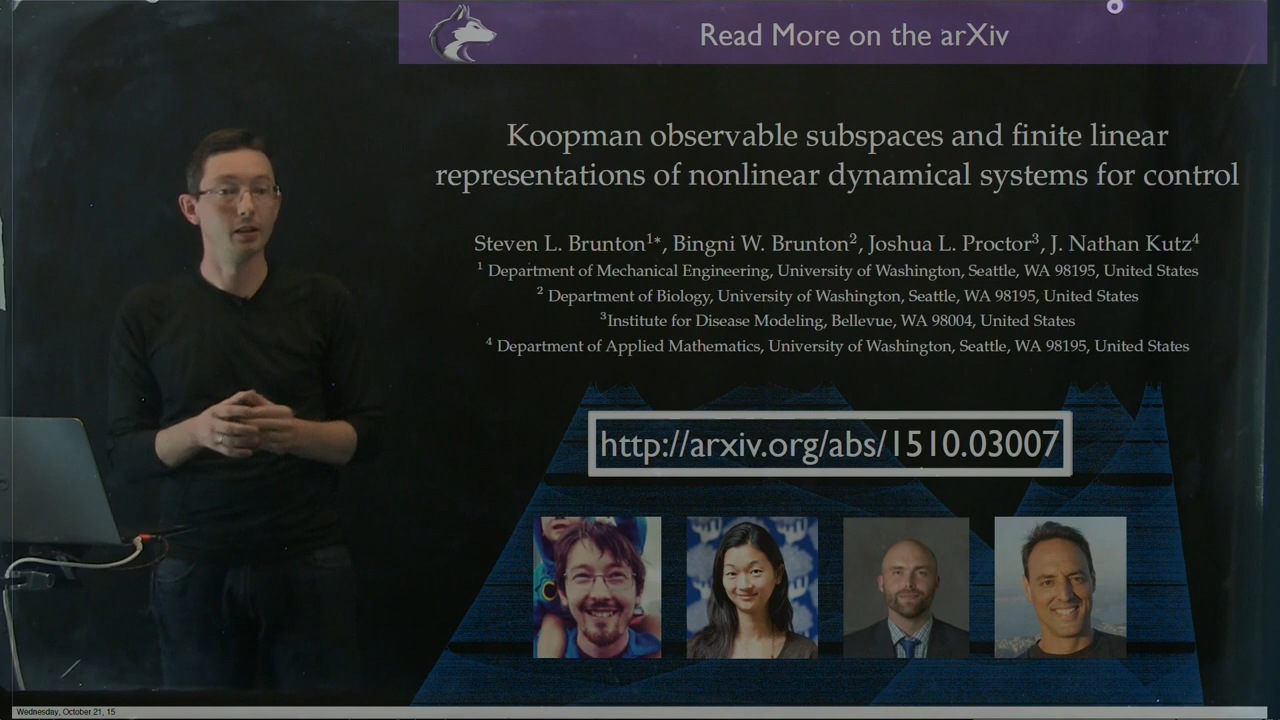 Read More on the arXiv
Koopman observable subspaces and finite linear
representations of nonlinear dynamical systems for control
Steven L. Brunton¹*, Bingni W. Brunton², Joshua L. Proctor³, J. Nathan Kutz⁴
¹ Department of Mechanical Engineering, University of Washington, Seattle, WA 98195, United States
² Department of Biology, University of Washington, Seattle, WA 98195, United States
³Institute for Disease Modeling, Bellevue, WA 98004, United States
⁴ Department of Applied Mathematics, University of Washington, Seattle, WA 98195, United States
http://arxiv.org/abs/1510.03007
Wednesday, October 21, 15